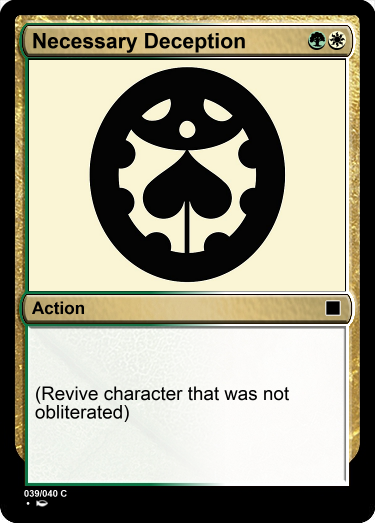 Necessary Deception
Action
(Revive character that was not
obliterated)
039/040 C